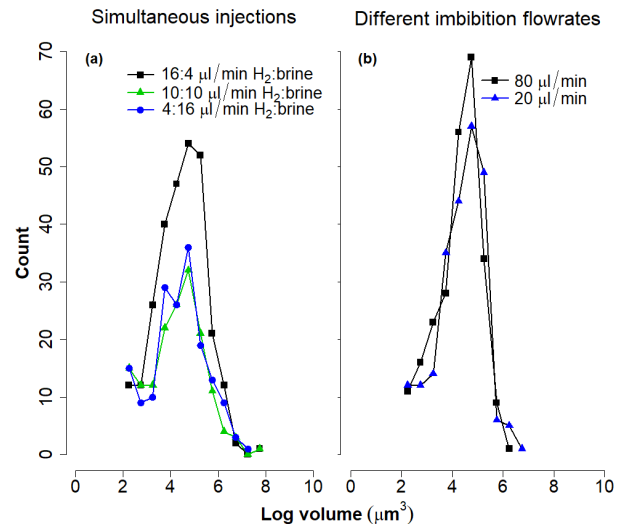 Simultaneous injections
Different imbibition flowrates
(a)
16:4 μl/min H₂:brine
10:10 μl/min H₂:brine
4:16 μl/min H₂:brine
(b)
80 μl/min
20 μl/min
Count
70
60
50
40
30
20
10
0
0 2 4 6 8 10
0 2 4 6 8 10
Log volume (μm³)